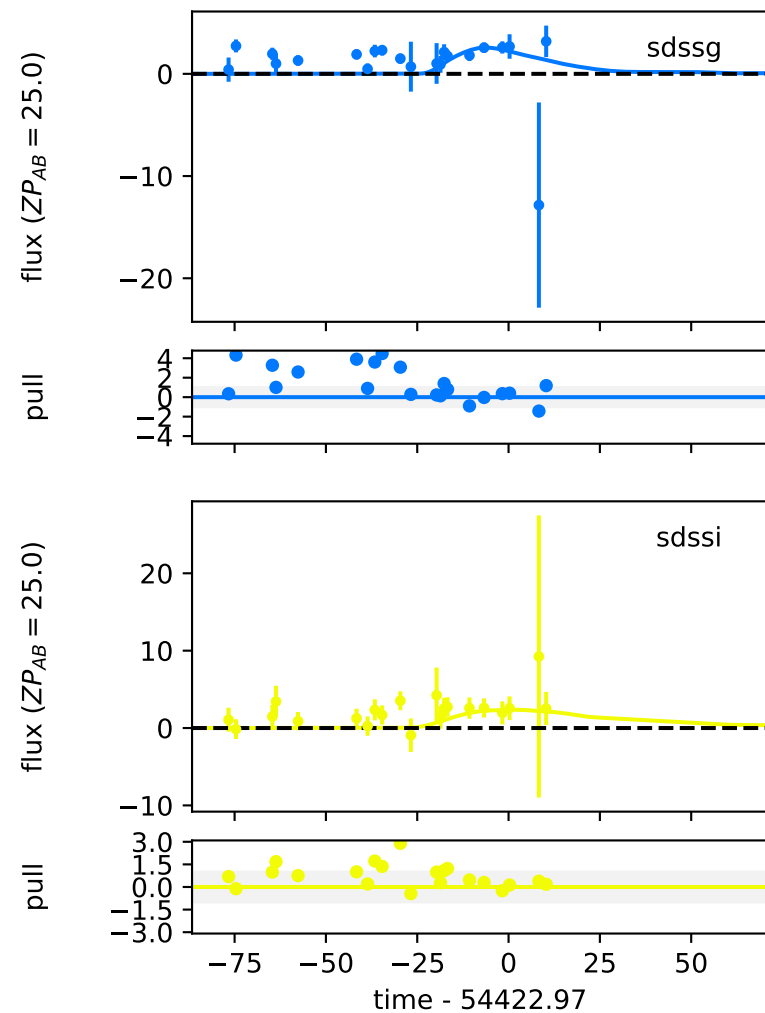 sdssg
flux (ZP_AB = 25.0)
0
−10
−20
pull
4
2
0
−2
−4
sdssi
flux (ZP_AB = 25.0)
20
10
0
−10
pull
3.0
1.5
0.0
−1.5
−3.0
−75 −50 −25 0 25 50
time - 54422.97